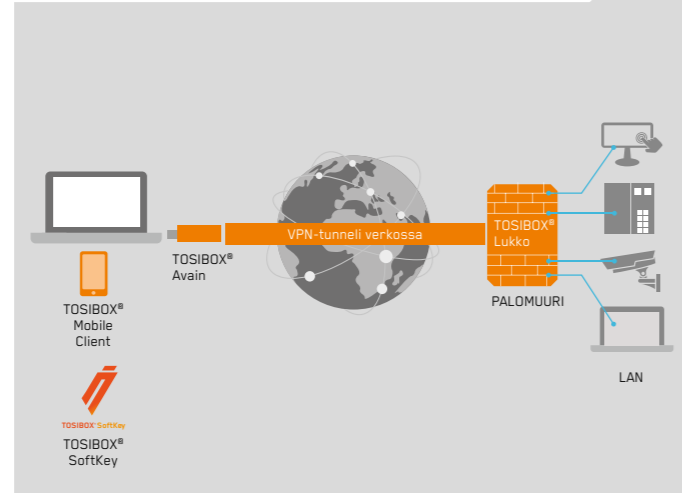 VPN-tunneli verkossa
TOSIBOX®
Avain
TOSIBOX®
Lukko
PALOMUURI
LAN
TOSIBOX®
Mobile
Client
TOSIBOX® SoftKey
TOSIBOX®
SoftKey